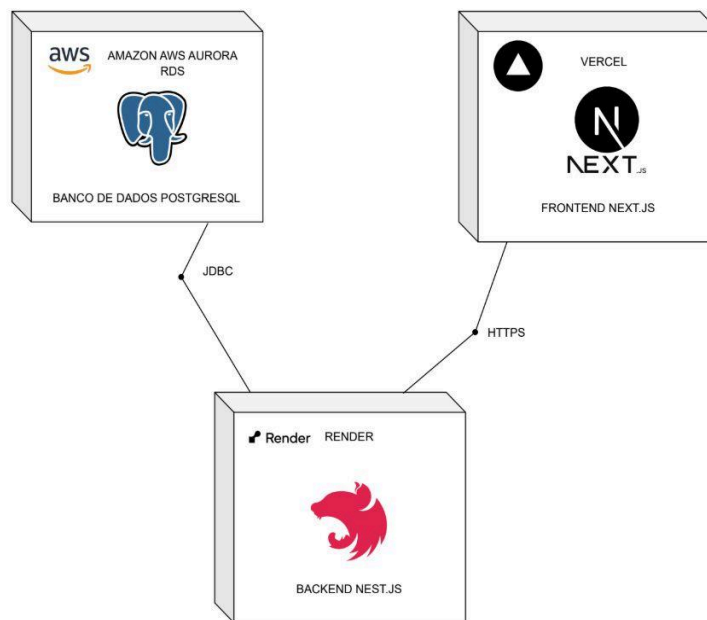 aws
AMAZON AWS AURORA
RDS
BANCO DE DADOS POSTGRESQL
VERCEL
N
NEXT.JS
FRONTEND NEXT.JS
JDBC
HTTPS
Render RENDER
BACKEND NEST.JS